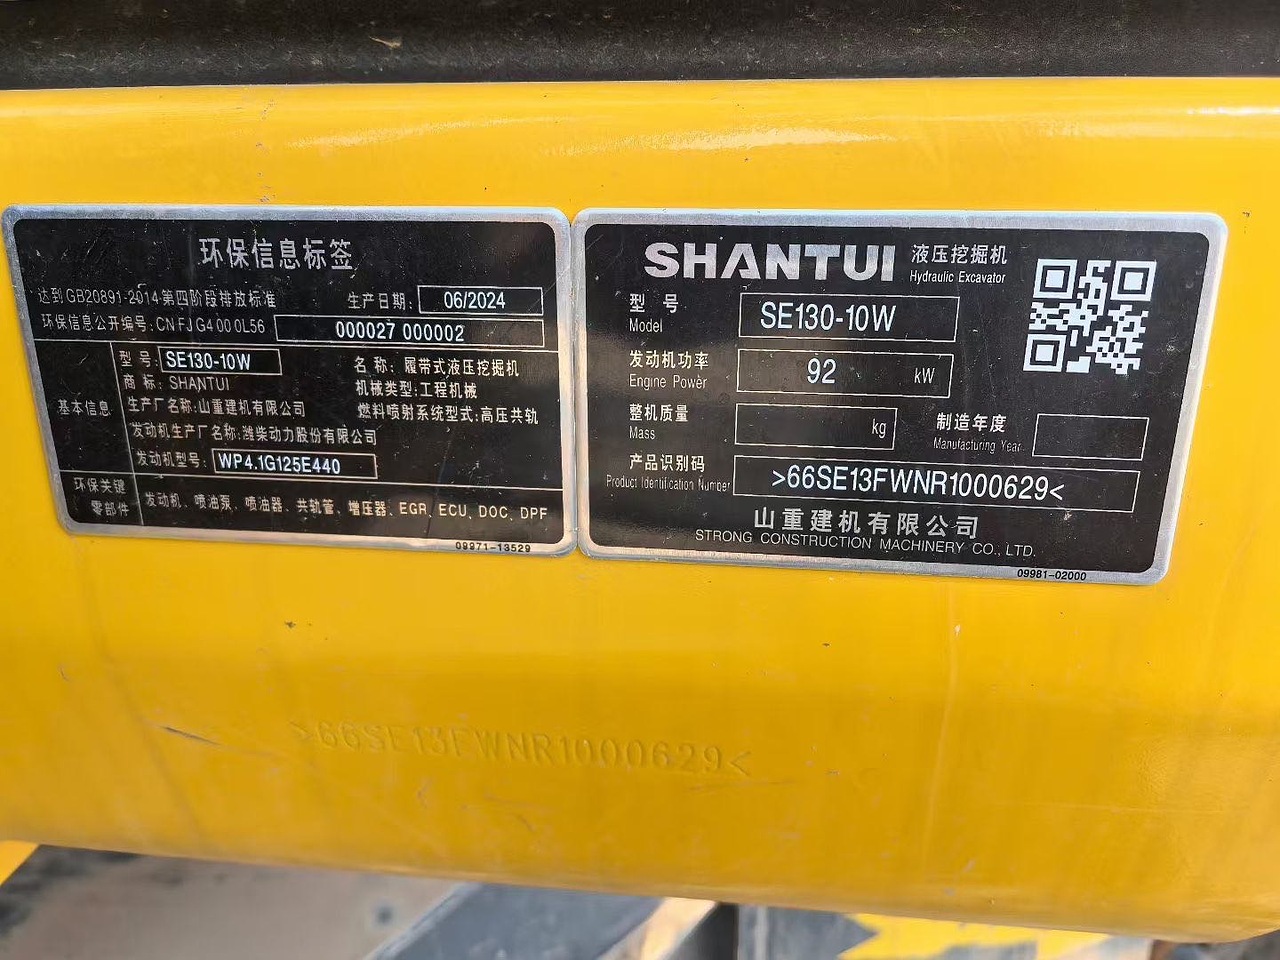 环保信息标签
达到GB20891-2014第四阶段排放标准 生产日期: 06/2024
环保信息公开编号:CN FJ G4 00 0L56 000027 000002
基本信息
型号: SE130-10W 名称: 履带式液压挖掘机
商标: SHANTUI 机械类型: 工程机械
生产厂名称: 山重建机有限公司 燃料喷射系统型式: 高压共轨
发动机生产厂名称: 潍柴动力股份有限公司
发动机型号: WP4.1G125E440
环保关键零部件
发动机、喷油泵、喷油器、共轨管、增压器、EGR、ECU、DOC、DPF
09971-13529
SHANTUI 液压挖掘机
Hydraulic Excavator
型号 SE130-10W
Model
发动机功率 92 kW
Engine Power
整机质量 kg 制造年度
Mass Manufacturing Year
产品识别码 >66SE13FWNR1000629<
Product Identification Number
山重建机有限公司
STRONG CONSTRUCTION MACHINERY CO., LTD.
09981-02000
>66SE13FWNR1000629<